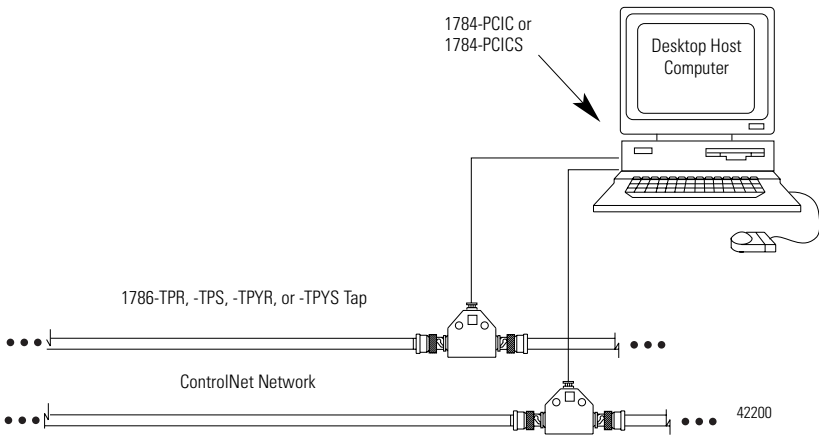 1784-PCIC or
1784-PCICS
Desktop Host
Computer
1786-TPR, -TPS, -TPYR, or -TPYS Tap
ControlNet Network
42200